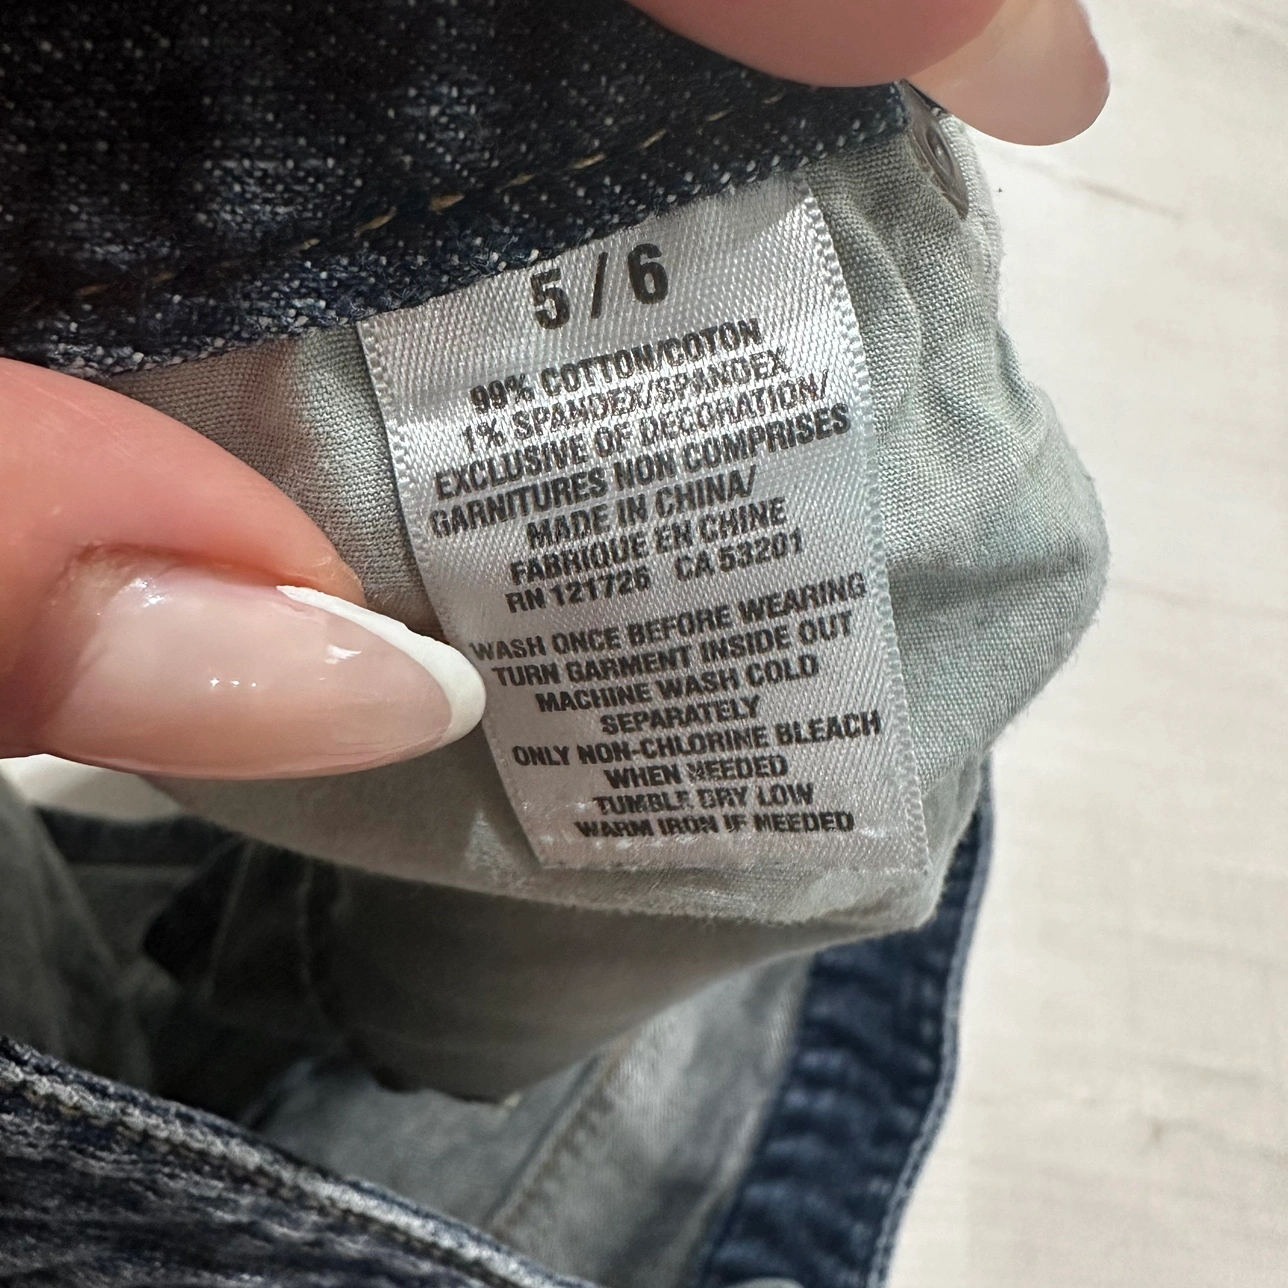 5/6
99% COTTON/COTON
1% SPANDEX/SPANDEX
EXCLUSIVE OF DECORATION/
GARNITURES NON COMPRISES
MADE IN CHINA/
FABRIQUE EN CHINE
RN 121726 CA 53201
WASH ONCE BEFORE WEARING
TURN GARMENT INSIDE OUT
MACHINE WASH COLD
SEPARATELY
ONLY NON-CHLORINE BLEACH
WHEN NEEDED
TUMBLE DRY LOW
WARM IRON IF NEEDED